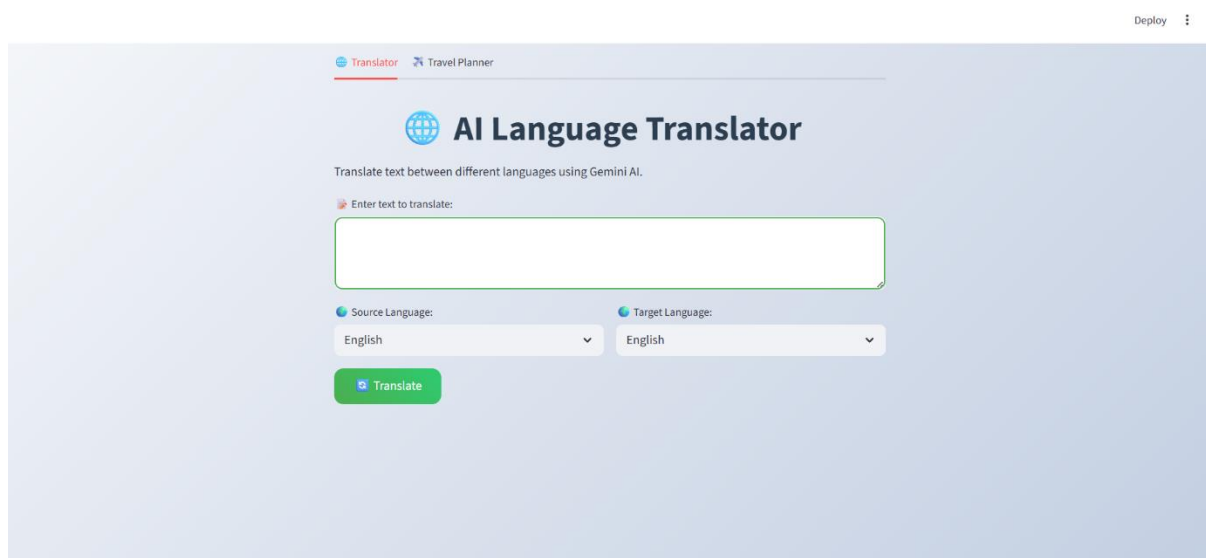 Deploy
Translator Travel Planner
AI Language Translator
Translate text between different languages using Gemini AI.
Enter text to translate:
Source Language: Target Language:
English English
Translate